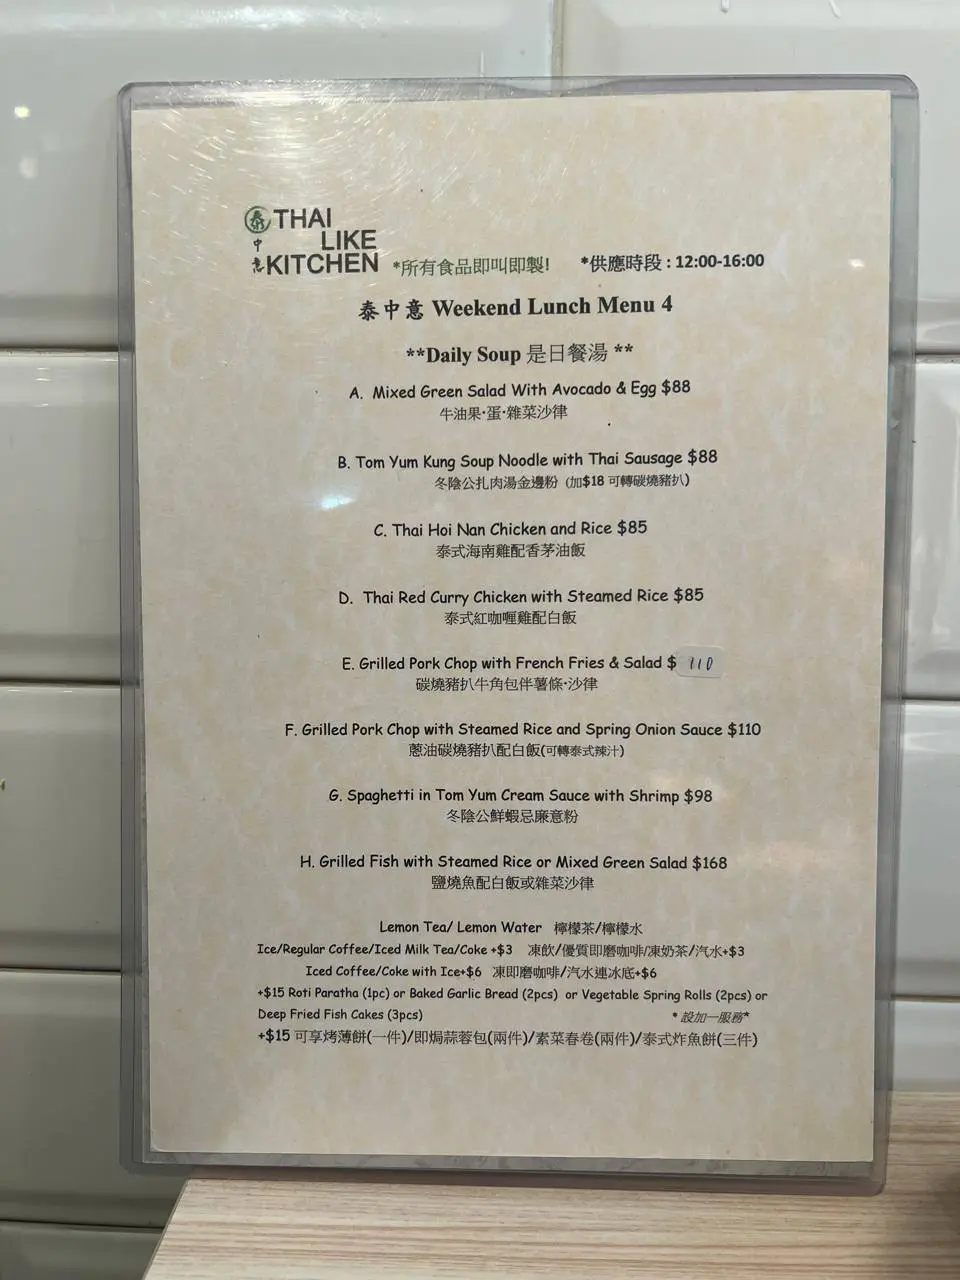 泰 THAI
中 LIKE
意 KITCHEN *所有食品即叫即製! *供應時段 : 12:00-16:00
泰中意 Weekend Lunch Menu 4
**Daily Soup 是日餐湯 **
A. Mixed Green Salad With Avocado & Egg $88
牛油果·蛋·雜菜沙律
B. Tom Yum Kung Soup Noodle with Thai Sausage $88
冬陰公扎肉湯金邊粉 (加$18 可轉碳燒豬扒)
C. Thai Hoi Nan Chicken and Rice $85
泰式海南雞配香茅油飯
D. Thai Red Curry Chicken with Steamed Rice $85
泰式紅咖喱雞配白飯
E. Grilled Pork Chop with French Fries & Salad $ 110
碳燒豬扒牛角包伴薯條·沙律
F. Grilled Pork Chop with Steamed Rice and Spring Onion Sauce $110
蔥油碳燒豬扒配白飯(可轉泰式辣汁)
G. Spaghetti in Tom Yum Cream Sauce with Shrimp $98
冬陰公鮮蝦忌廉意粉
H. Grilled Fish with Steamed Rice or Mixed Green Salad $168
鹽燒魚配白飯或雜菜沙律
Lemon Tea/ Lemon Water 檸檬茶/檸檬水
Ice/Regular Coffee/Iced Milk Tea/Coke +$3 凍飲/優質即磨咖啡/凍奶茶/汽水+$3
Iced Coffee/Coke with Ice+$6 凍即磨咖啡/汽水連冰底+$6
+$15 Roti Paratha (1pc) or Baked Garlic Bread (2pcs) or Vegetable Spring Rolls (2pcs) or
Deep Fried Fish Cakes (3pcs) * 設加一服務*
+$15 可享烤薄餅(一件)/即焗蒜蓉包(兩件)/素菜春卷(兩件)/泰式炸魚餅(三件)